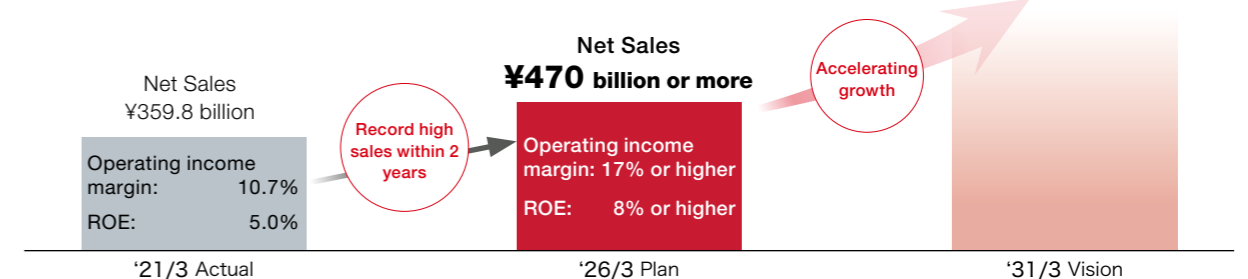 Net Sales
¥359.8 billion
Operating income
margin: 10.7%
ROE: 5.0%
‘21/3 Actual
Record high
sales within 2
years
Net Sales
¥470 billion or more
Operating income
margin: 17% or higher
ROE: 8% or higher
‘26/3 Plan
Accelerating
growth
‘31/3 Vision